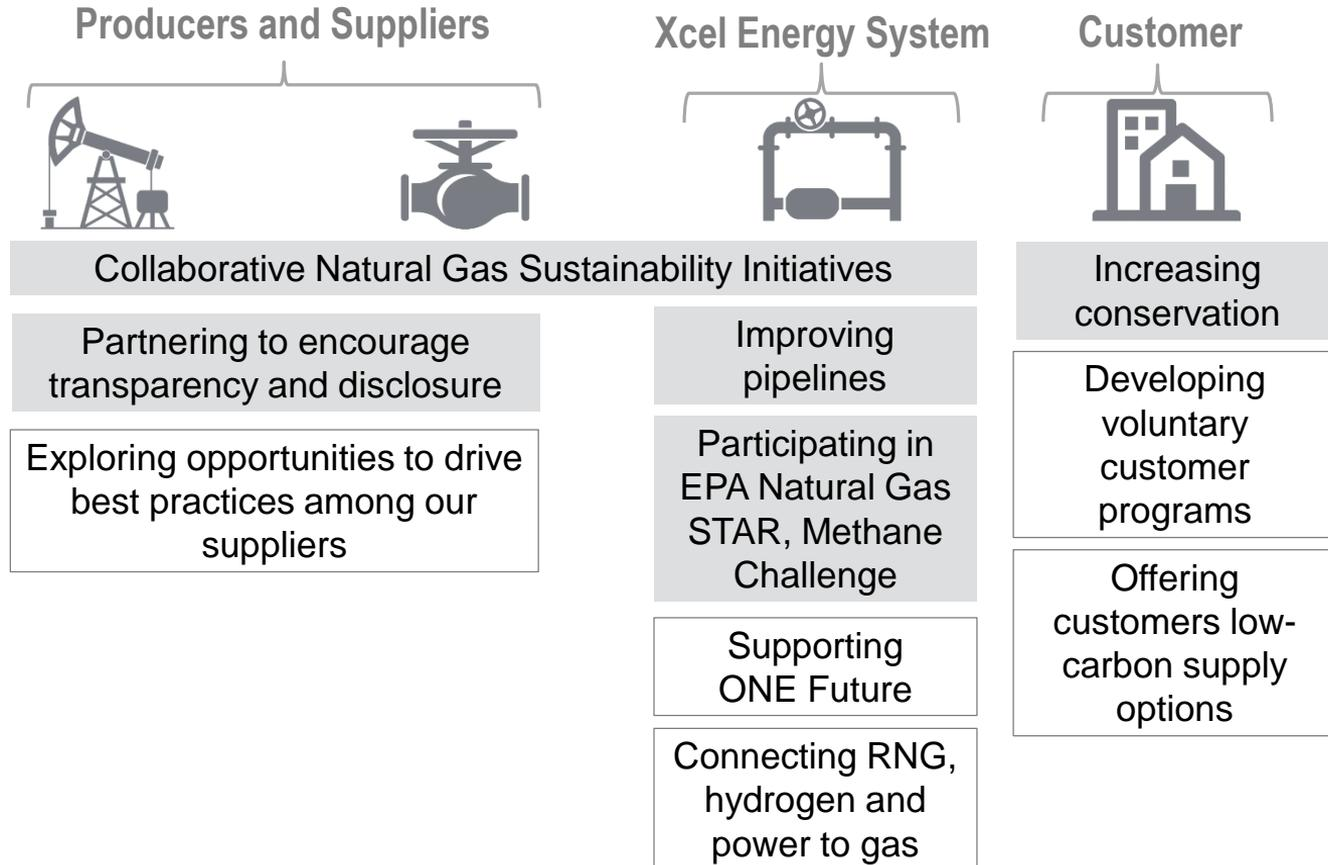 Producers and Suppliers
Xcel Energy System
Customer
Collaborative Natural Gas Sustainability Initiatives
Partnering to encourage
transparency and disclosure
Exploring opportunities to drive
best practices among our
suppliers
Improving
pipelines
Participating in
EPA Natural Gas
STAR, Methane
Challenge
Supporting
ONE Future
Connecting RNG,
hydrogen and
power to gas
Increasing
conservation
Developing
voluntary
customer
programs
Offering
customers low-
carbon supply
options